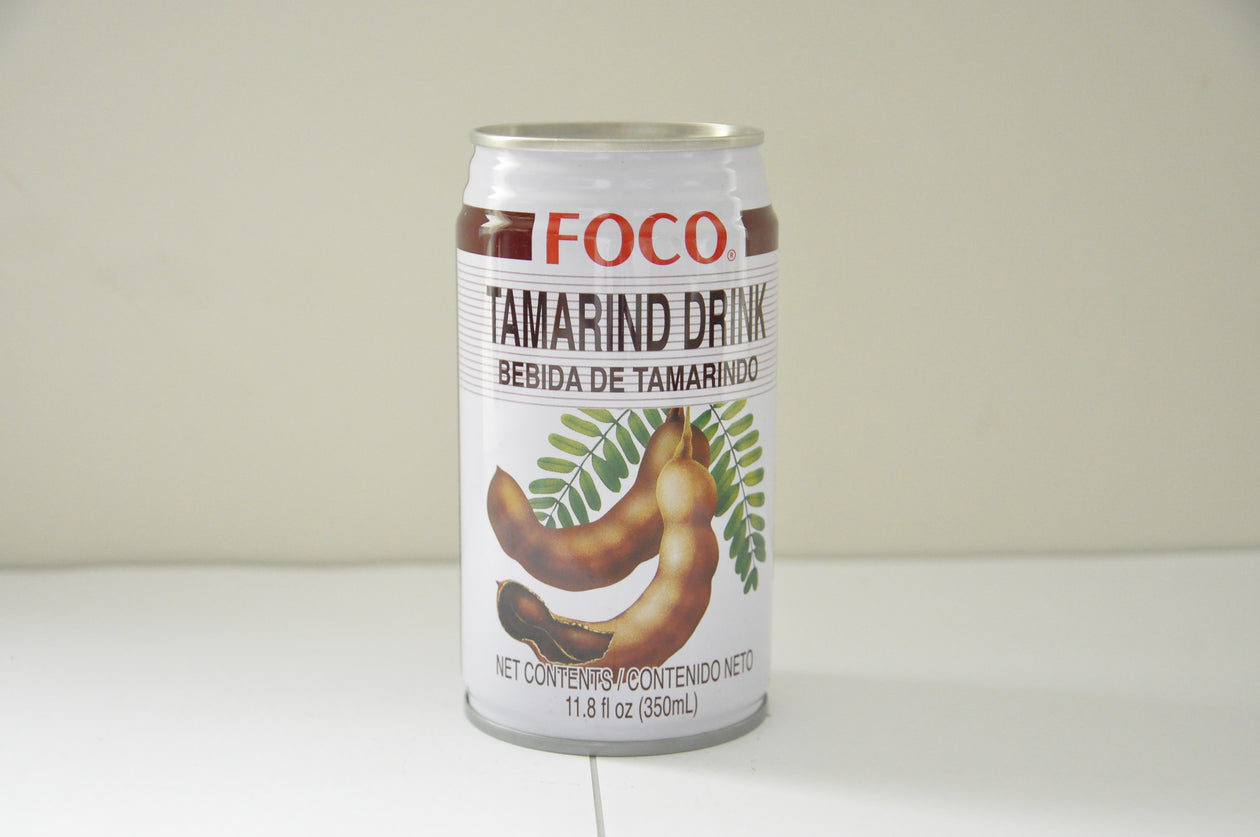 FOCO®
TAMARIND DRINK
BEBIDA DE TAMARINDO
NET CONTENTS / CONTENIDO NETO
11.8 fl oz (350mL)